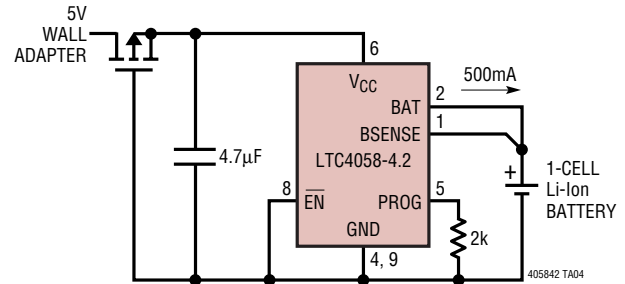 5V
WALL
ADAPTER
6
VCC
500mA
BAT
2
BSENSE
1
4.7µF
LTC4058-4.2
+
1-CELL
Li-Ion
BATTERY
8
EN
PROG
5
GND
2k
4, 9
405842 TA04